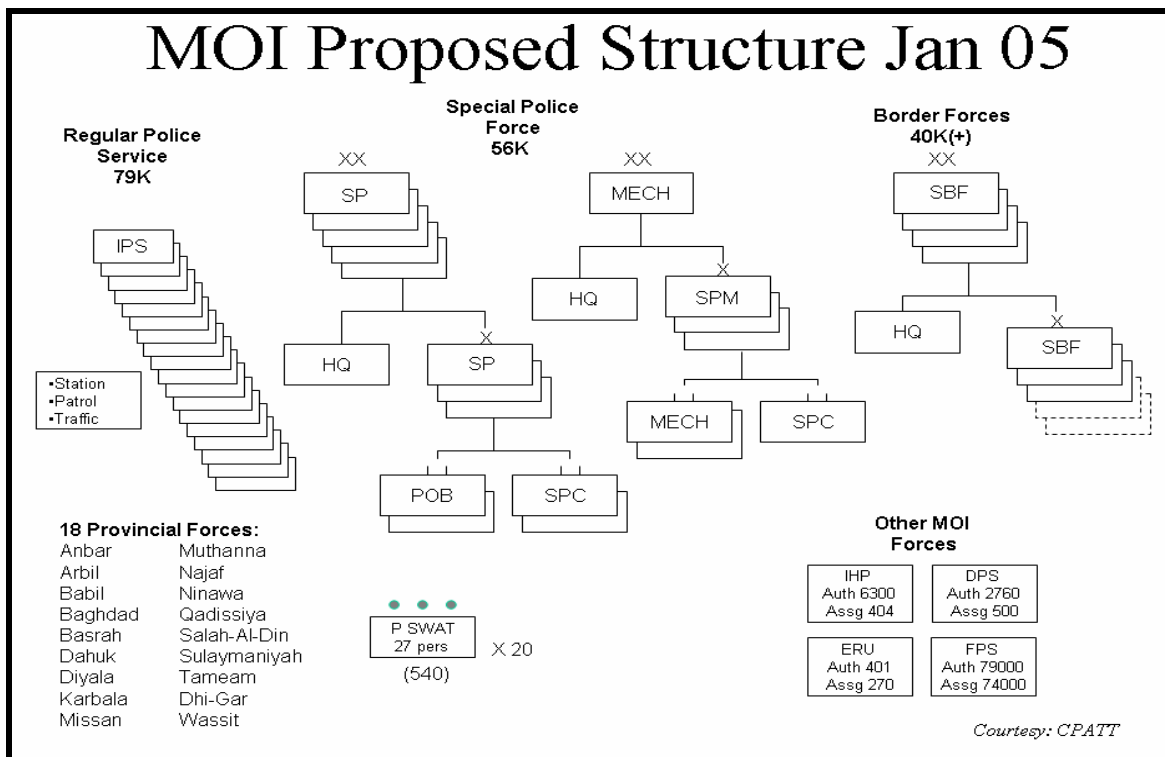 MOI Proposed Structure Jan 05
Regular Police
Service
79K
IPS
▪Station
▪Patrol
▪Traffic
Special Police
Force
56K
XX
SP
HQ
X
SP
POB
SPC
XX
MECH
HQ
X
SPM
MECH
SPC
Border Forces
40K(+)
XX
SBF
HQ
X
SBF
18 Provincial Forces:
Anbar Muthanna
Arbil Najaf
Babil Ninawa
Baghdad Qadissiya
Basrah Salah-Al-Din
Dahuk Sulaymaniyah
Diyala Tameam
Karbala Dhi-Gar
Missan Wassit
P SWAT
27 pers
X 20
(540)
Other MOI
Forces
IHP
Auth 6300
Assg 404
DPS
Auth 2760
Assg 500
ERU
Auth 401
Assg 270
FPS
Auth 79000
Assg 74000
Courtesy: CPATT